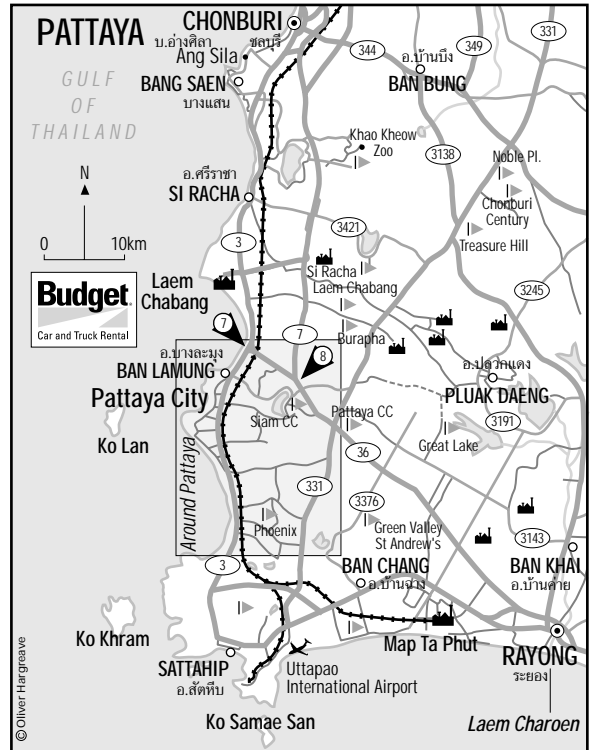 PATTAYA
CHONBURI
ชลบุรี
บ.อ่างศิลา
Ang Sila
BANG SAEN
บางแสน
GULF
OF
THAILAND
344
349
331
อ.บ้านบึง
BAN BUNG
Khao Kheow
Zoo
3138
Noble Pl.
Chonburi
Century
Treasure Hill
N
0 10km
อ.ศรีราชา
SI RACHA
3
3421
Si Racha
Laem Chabang
3245
Budget
Car and Truck Rental
Laem
Chabang
7
7
8
Burapha
อ.บางละมุง
BAN LAMUNG
Pattaya City
อ.ปลวกแดง
PLUAK DAENG
Ko Lan
Siam CC
Pattaya CC
3191
Great Lake
36
Around Pattaya
331
3376
Phoenix
Green Valley
St Andrew's
3143
3
BAN CHANG
อ.บ้านฉาง
BAN KHAI
อ.บ้านค่าย
Ko Khram
Map Ta Phut
RAYONG
ระยอง
SATTAHIP
อ.สัตหีบ
Uttapao
International Airport
Ko Samae San
Laem Charoen
© Oliver Hargreave